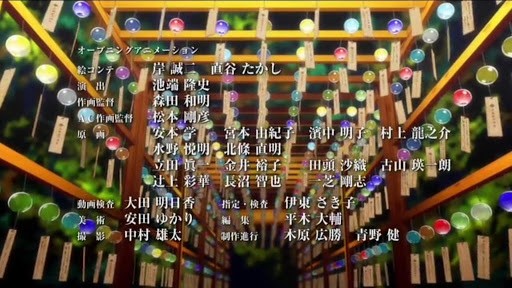 オープニングアニメーション
絵コンテ 岸 誠二 直谷 たかし
演出 池端 隆史
作画監督 森田 和明
AC作画監督 松本 剛彦
原画 安本 学 宮本 由紀子 濱中 明子 村上 龍之介
水野 悦明 北條 直明
立田 眞一 金井 裕子 田頭 沙織 古山 瑛一朗
辻上 彩華 長沼 智也 一芝 剛志
動画検査 大田 明日香 指定・検査 伊東 さき子
美術 安田 ゆかり 編集 平木 大輔
撮影 中村 雄太 制作進行 木原 広勝 青野 健